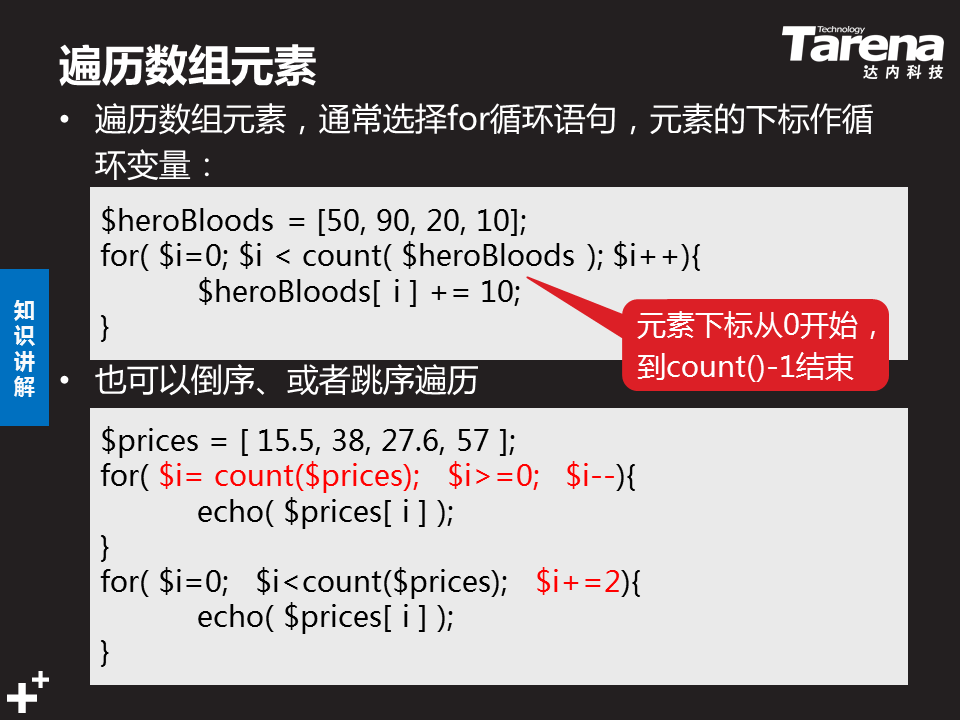 遍历数组元素
Technology
Tarena
达内科技
• 遍历数组元素，通常选择for循环语句，元素的下标作循
环变量：
$heroBloods = [50, 90, 20, 10];
for( $i=0; $i < count( $heroBloods ); $i++){
$heroBloods[ i ] += 10;
}
元素下标从0开始，
到count()-1结束
知识讲解
• 也可以倒序、或者跳序遍历
$prices = [ 15.5, 38, 27.6, 57 ];
for( $i= count($prices); $i>=0; $i--){
echo( $prices[ i ] );
}
for( $i=0; $i<count($prices); $i+=2){
echo( $prices[ i ] );
}